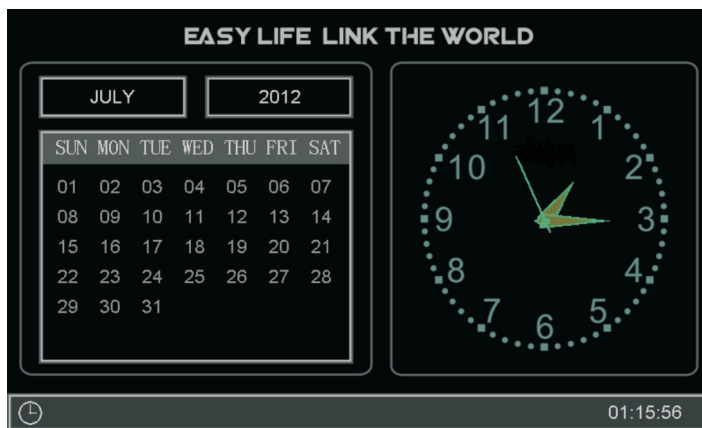 EASY LIFE LINK THE WORLD
JULY 2012
SUN MON TUE WED THU FRI SAT
01 02 03 04 05 06 07
08 09 10 11 12 13 14
15 16 17 18 19 20 21
22 23 24 25 26 27 28
29 30 31
12
11 1
10 2
9 3
8 4
7 5
6
01:15:56